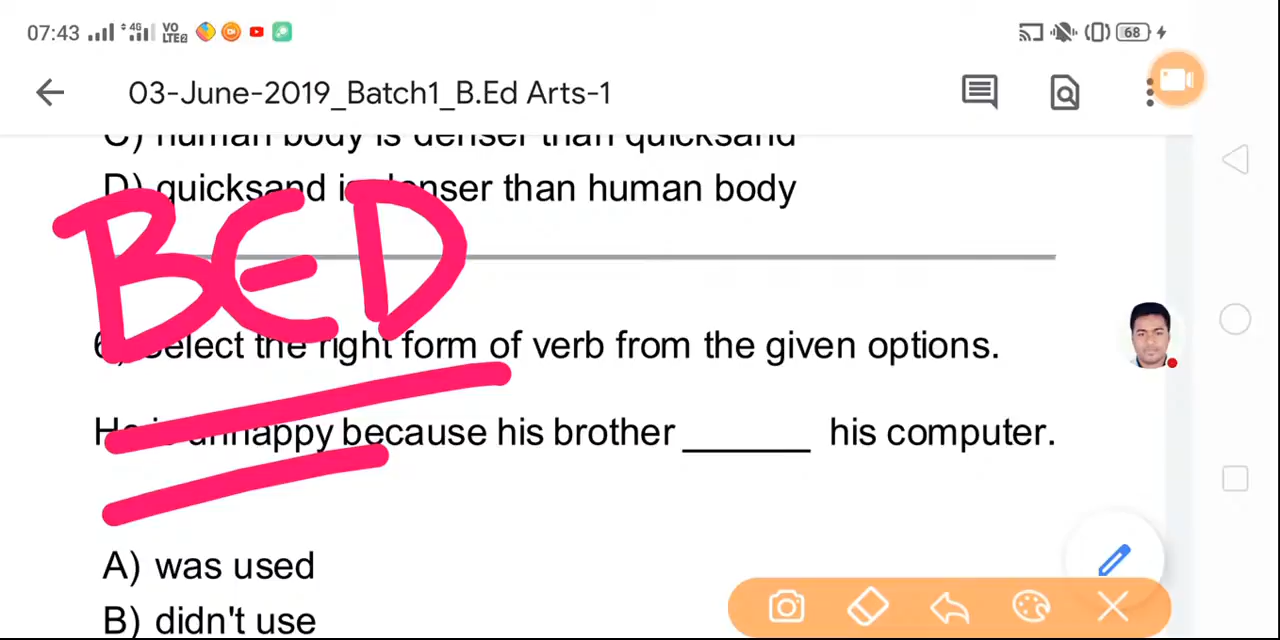 07:43 4G VO LTE2 68
03-June-2019_Batch1_B.Ed Arts-1
C) human body is denser than quicksand
D) quicksand is denser than human body
BED
6) Select the right form of verb from the given options.
He is unhappy because his brother ______ his computer.
A) was used
B) didn't use